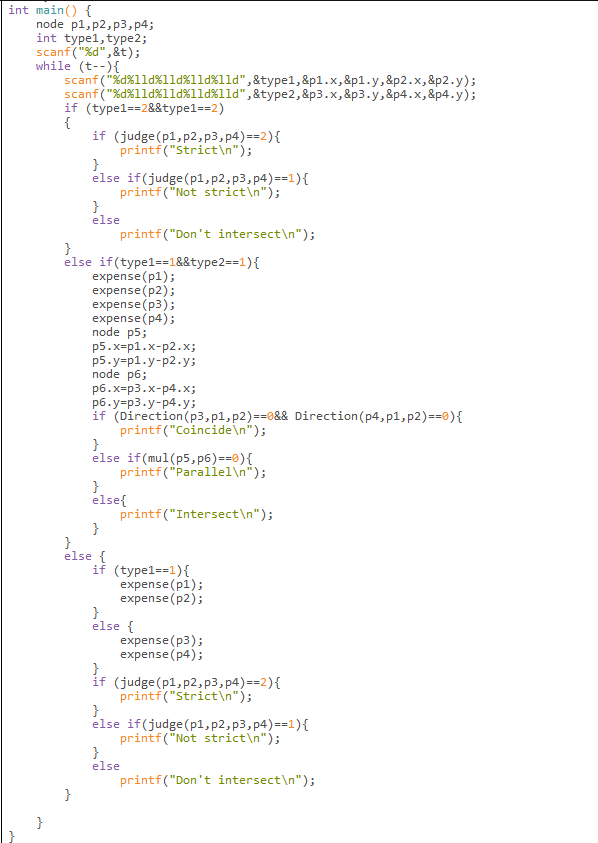 int main() {
    node p1,p2,p3,p4;
    int type1,type2;
    scanf("%d",&t);
    while (t--){
        scanf("%d%lld%lld%lld%lld",&type1,&p1.x,&p1.y,&p2.x,&p2.y);
        scanf("%d%lld%lld%lld%lld",&type2,&p3.x,&p3.y,&p4.x,&p4.y);
        if (type1==2&&type1==2)
        {
            if (judge(p1,p2,p3,p4)==2){
                printf("Strict\n");
            }
            else if(judge(p1,p2,p3,p4)==1){
                printf("Not strict\n");
            }
            else
                printf("Don't intersect\n");
        }
        else if(type1==1&&type2==1){
            expense(p1);
            expense(p2);
            expense(p3);
            expense(p4);
            node p5;
            p5.x=p1.x-p2.x;
            p5.y=p1.y-p2.y;
            node p6;
            p6.x=p3.x-p4.x;
            p6.y=p3.y-p4.y;
            if (Direction(p3,p1,p2)==0&& Direction(p4,p1,p2)==0){
                printf("Coincide\n");
            }
            else if(mul(p5,p6)==0){
                printf("Parallel\n");
            }
            else{
                printf("Intersect\n");
            }
        }
        else {
            if (type1==1){
                expense(p1);
                expense(p2);
            }
            else {
                expense(p3);
                expense(p4);
            }
            if (judge(p1,p2,p3,p4)==2){
                printf("Strict\n");
            }
            else if(judge(p1,p2,p3,p4)==1){
                printf("Not strict\n");
            }
            else
                printf("Don't intersect\n");
        }

    }
}